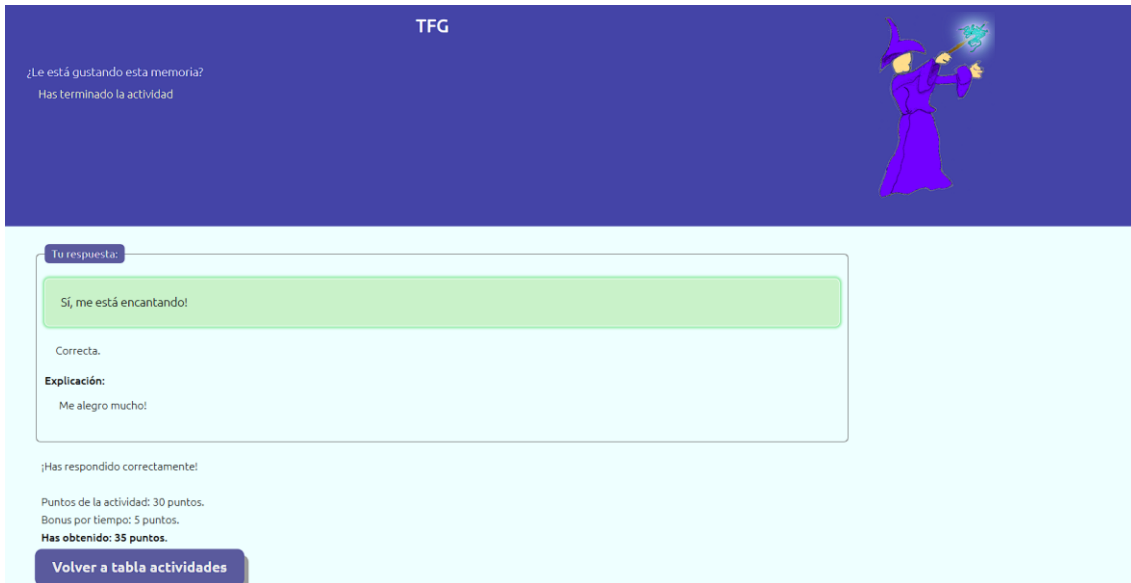 TFG
¿Le está gustando esta memoria?
Has terminado la actividad
Tu respuesta:
Sí, me está encantando!
Correcta.
Explicación:
Me alegro mucho!
¡Has respondido correctamente!
Puntos de la actividad: 30 puntos.
Bonus por tiempo: 5 puntos.
Has obtenido: 35 puntos.
Volver a tabla actividades